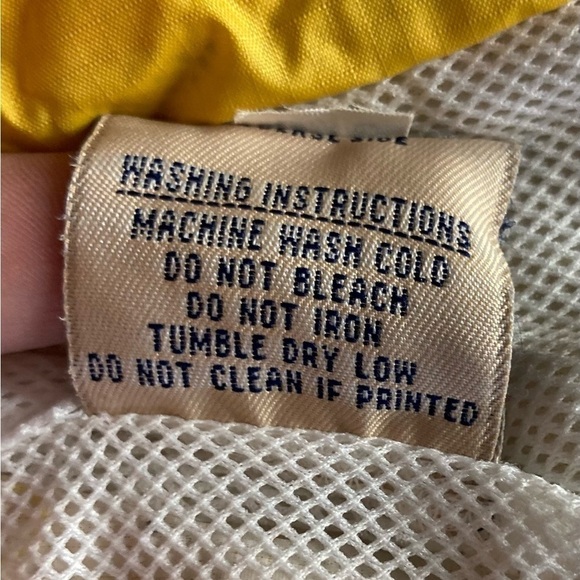 SIDE
WASHING INSTRUCTIONS
MACHINE WASH COLD
DO NOT BLEACH
DO NOT IRON
TUMBLE DRY LOW
DO NOT CLEAN IF PRINTED